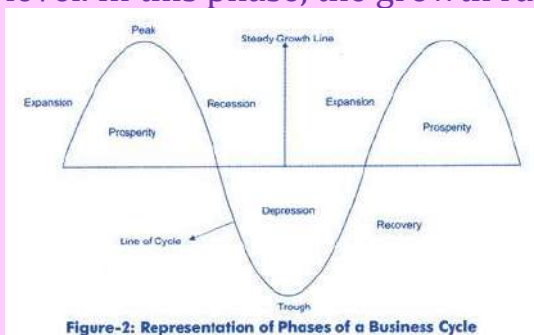 level. In this phase, the growth ra
Peak
Steady Growth Line
Expansion
Recession
Expansion
Prosperity
Prosperity
Depression
Recovery
Line of Cycle
Trough
Figure-2: Representation of Phases of a Business Cycle